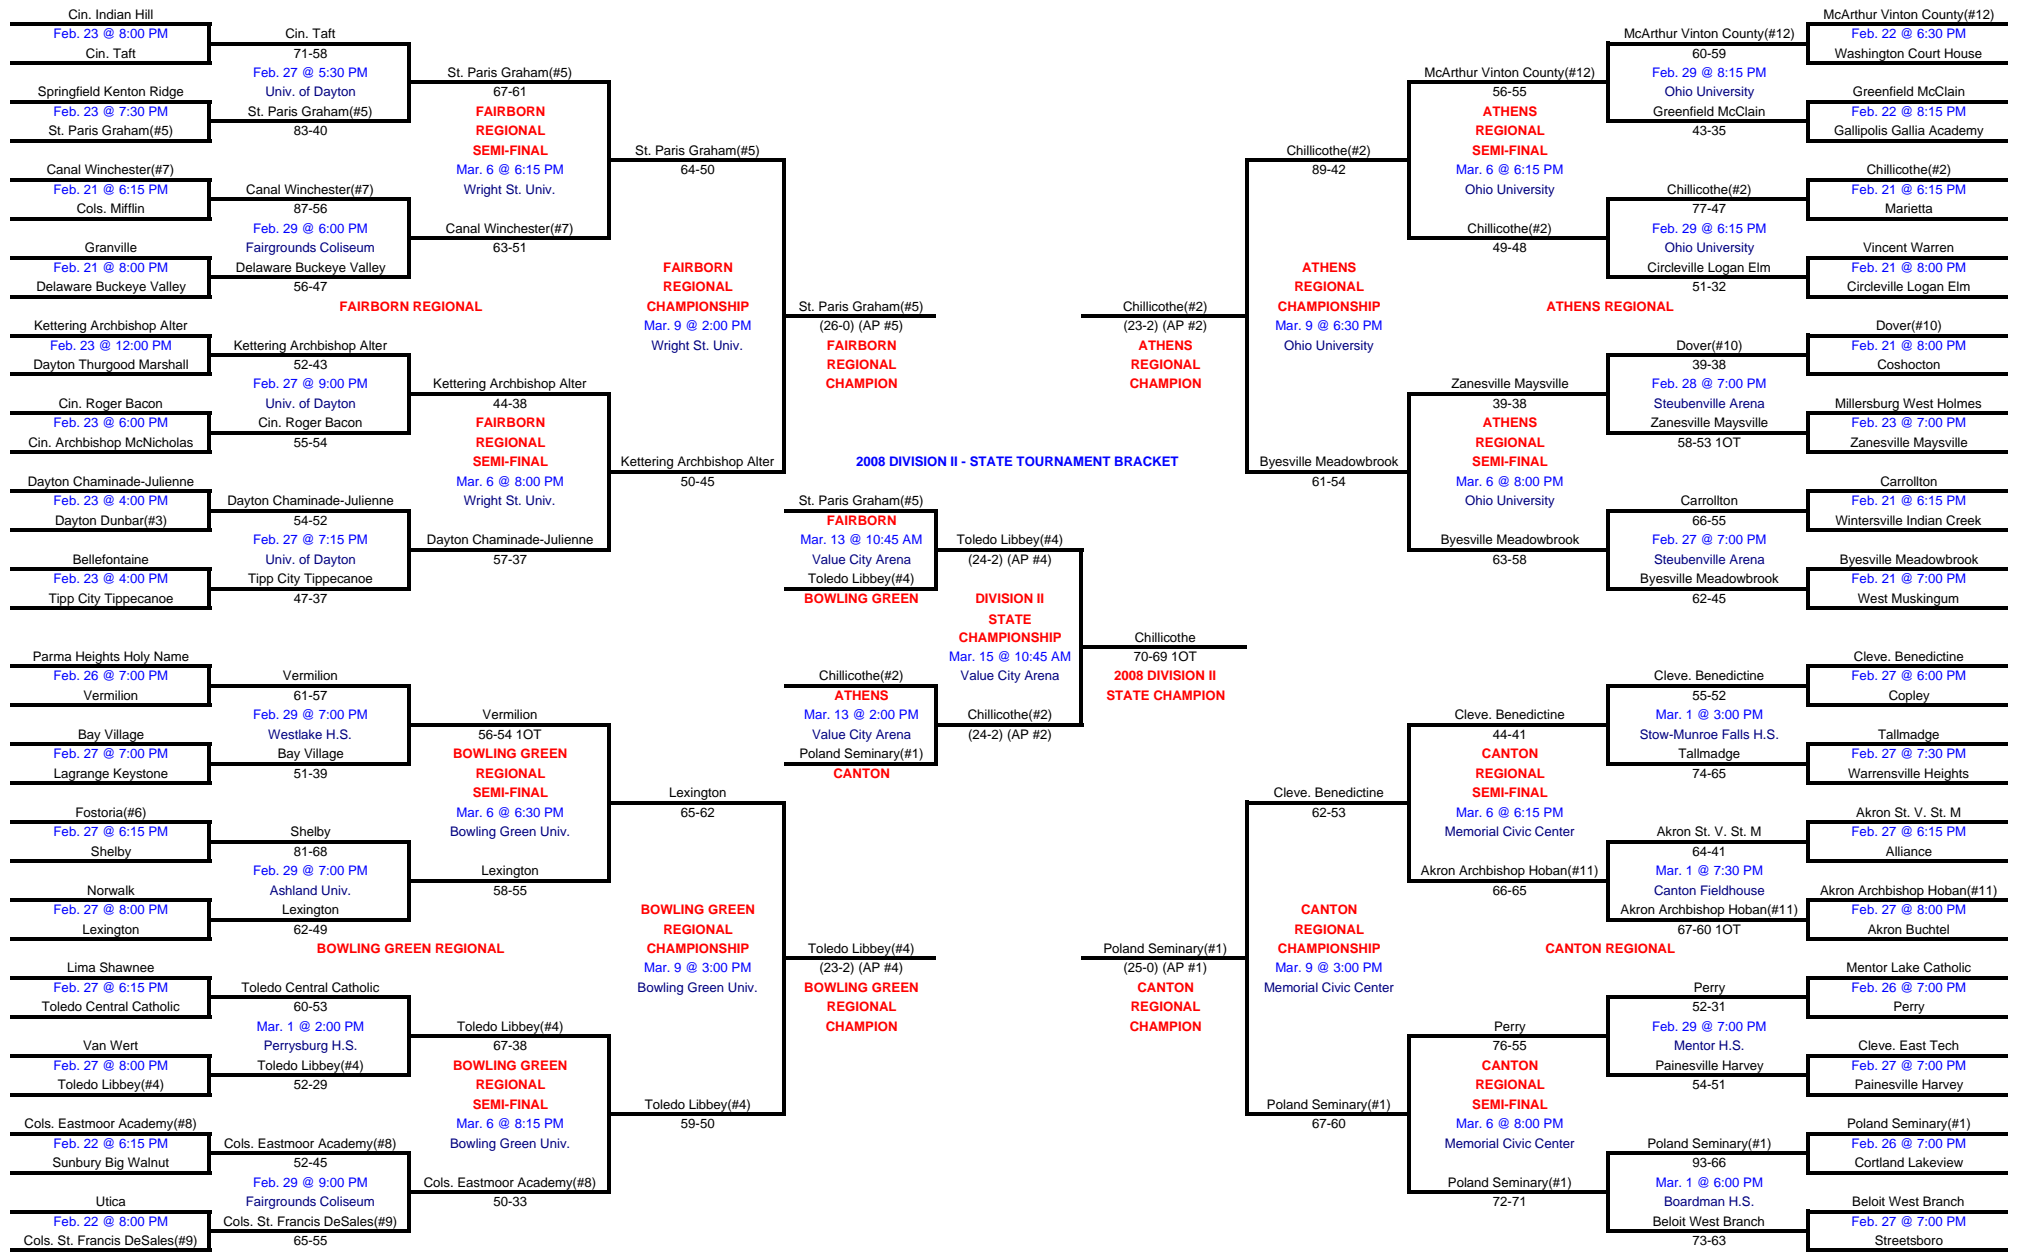 Cin. Indian Hill
Feb. 23 @ 8:00 PM
Cin. Taft
Springfield Kenton Ridge
Feb. 23 @ 7:30 PM
St. Paris Graham(#5)
Canal Winchester(#7)
Feb. 21 @ 6:15 PM
Cols. Mifflin
Granville
Feb. 21 @ 8:00 PM
Delaware Buckeye Valley
Kettering Archbishop Alter
Feb. 23 @ 12:00 PM
Dayton Thurgood Marshall
Cin. Roger Bacon
Feb. 23 @ 6:00 PM
Cin. Archbishop McNicholas
Dayton Chaminade-Julienne
Feb. 23 @ 4:00 PM
Dayton Dunbar(#3)
Bellefontaine
Feb. 23 @ 4:00 PM
Tipp City Tippecanoe
Cin. Taft
71-58
Feb. 27 @ 5:30 PM
Univ. of Dayton
St. Paris Graham(#5)
83-40
Canal Winchester(#7)
87-56
Feb. 29 @ 6:00 PM
Fairgrounds Coliseum
Delaware Buckeye Valley
56-47
FAIRBORN REGIONAL
Kettering Archbishop Alter
52-43
Feb. 27 @ 9:00 PM
Univ. of Dayton
Cin. Roger Bacon
55-54
Dayton Chaminade-Julienne
54-52
Feb. 27 @ 7:15 PM
Univ. of Dayton
Tipp City Tippecanoe
47-37
St. Paris Graham(#5)
67-61
FAIRBORN
REGIONAL
SEMI-FINAL
Mar. 6 @ 6:15 PM
Wright St. Univ.
Canal Winchester(#7)
63-51
Kettering Archbishop Alter
44-38
FAIRBORN
REGIONAL
SEMI-FINAL
Mar. 6 @ 8:00 PM
Wright St. Univ.
Dayton Chaminade-Julienne
57-37
St. Paris Graham(#5)
64-50
FAIRBORN
REGIONAL
CHAMPIONSHIP
Mar. 9 @ 2:00 PM
Wright St. Univ.
Kettering Archbishop Alter
50-45
St. Paris Graham(#5)
(26-0) (AP #5)
FAIRBORN
REGIONAL
CHAMPION
Parma Heights Holy Name
Feb. 26 @ 7:00 PM
Vermilion
Bay Village
Feb. 27 @ 7:00 PM
Lagrange Keystone
Fostoria(#6)
Feb. 27 @ 6:15 PM
Shelby
Norwalk
Feb. 27 @ 8:00 PM
Lexington
Lima Shawnee
Feb. 27 @ 6:15 PM
Toledo Central Catholic
Van Wert
Feb. 27 @ 8:00 PM
Toledo Libbey(#4)
Cols. Eastmoor Academy(#8)
Feb. 22 @ 6:15 PM
Sunbury Big Walnut
Utica
Feb. 22 @ 8:00 PM
Cols. St. Francis DeSales(#9)
Vermilion
61-57
Feb. 29 @ 7:00 PM
Westlake H.S.
Bay Village
51-39
Shelby
81-68
Feb. 29 @ 7:00 PM
Ashland Univ.
Lexington
62-49
BOWLING GREEN REGIONAL
Toledo Central Catholic
60-53
Mar. 1 @ 2:00 PM
Perrysburg H.S.
Toledo Libbey(#4)
52-29
Cols. Eastmoor Academy(#8)
52-45
Feb. 29 @ 9:00 PM
Fairgrounds Coliseum
Cols. St. Francis DeSales(#9)
65-55
Vermilion
56-54 1OT
BOWLING GREEN
REGIONAL
SEMI-FINAL
Mar. 6 @ 6:30 PM
Bowling Green Univ.
Lexington
58-55
Toledo Libbey(#4)
67-38
BOWLING GREEN
REGIONAL
SEMI-FINAL
Mar. 6 @ 8:15 PM
Bowling Green Univ.
Cols. Eastmoor Academy(#8)
50-33
Lexington
65-62
BOWLING GREEN
REGIONAL
CHAMPIONSHIP
Mar. 9 @ 3:00 PM
Bowling Green Univ.
Toledo Libbey(#4)
59-50
Toledo Libbey(#4)
(23-2) (AP #4)
BOWLING GREEN
REGIONAL
CHAMPION
2008 DIVISION II - STATE TOURNAMENT BRACKET
St. Paris Graham(#5)
FAIRBORN
Mar. 13 @ 10:45 AM
Value City Arena
Toledo Libbey(#4)
BOWLING GREEN
Chillicothe(#2)
ATHENS
Mar. 13 @ 2:00 PM
Value City Arena
Poland Seminary(#1)
CANTON
Toledo Libbey(#4)
(24-2) (AP #4)
DIVISION II
STATE
CHAMPIONSHIP
Mar. 15 @ 10:45 AM
Value City Arena
Chillicothe(#2)
(24-2) (AP #2)
Chillicothe
70-69 1OT
2008 DIVISION II
STATE CHAMPION
Chillicothe(#2)
(23-2) (AP #2)
ATHENS
REGIONAL
CHAMPION
Chillicothe(#2)
89-42
ATHENS
REGIONAL
CHAMPIONSHIP
Mar. 9 @ 6:30 PM
Ohio University
Byesville Meadowbrook
61-54
McArthur Vinton County(#12)
56-55
ATHENS
REGIONAL
SEMI-FINAL
Mar. 6 @ 6:15 PM
Ohio University
Chillicothe(#2)
49-48
Zanesville Maysville
39-38
ATHENS
REGIONAL
SEMI-FINAL
Mar. 6 @ 8:00 PM
Ohio University
Byesville Meadowbrook
63-58
McArthur Vinton County(#12)
60-59
Feb. 29 @ 8:15 PM
Ohio University
Greenfield McClain
43-35
Chillicothe(#2)
77-47
Feb. 29 @ 6:15 PM
Ohio University
Circleville Logan Elm
51-32
ATHENS REGIONAL
Dover(#10)
39-38
Feb. 28 @ 7:00 PM
Steubenville Arena
Zanesville Maysville
58-53 1OT
Carrollton
66-55
Feb. 27 @ 7:00 PM
Steubenville Arena
Byesville Meadowbrook
62-45
McArthur Vinton County(#12)
Feb. 22 @ 6:30 PM
Washington Court House
Greenfield McClain
Feb. 22 @ 8:15 PM
Gallipolis Gallia Academy
Chillicothe(#2)
Feb. 21 @ 6:15 PM
Marietta
Vincent Warren
Feb. 21 @ 8:00 PM
Circleville Logan Elm
Dover(#10)
Feb. 21 @ 8:00 PM
Coshocton
Millersburg West Holmes
Feb. 23 @ 7:00 PM
Zanesville Maysville
Carrollton
Feb. 21 @ 6:15 PM
Wintersville Indian Creek
Byesville Meadowbrook
Feb. 21 @ 7:00 PM
West Muskingum
Poland Seminary(#1)
(25-0) (AP #1)
CANTON
REGIONAL
CHAMPION
Cleve. Benedictine
62-53
CANTON
REGIONAL
CHAMPIONSHIP
Mar. 9 @ 3:00 PM
Memorial Civic Center
Poland Seminary(#1)
67-60
Cleve. Benedictine
44-41
CANTON
REGIONAL
SEMI-FINAL
Mar. 6 @ 6:15 PM
Memorial Civic Center
Akron Archbishop Hoban(#11)
66-65
Perry
76-55
CANTON
REGIONAL
SEMI-FINAL
Mar. 6 @ 8:00 PM
Memorial Civic Center
Poland Seminary(#1)
72-71
Cleve. Benedictine
55-52
Mar. 1 @ 3:00 PM
Stow-Munroe Falls H.S.
Tallmadge
74-65
Akron St. V. St. M
64-41
Mar. 1 @ 7:30 PM
Canton Fieldhouse
Akron Archbishop Hoban(#11)
67-60 1OT
CANTON REGIONAL
Perry
52-31
Feb. 29 @ 7:00 PM
Mentor H.S.
Painesville Harvey
54-51
Poland Seminary(#1)
93-66
Mar. 1 @ 6:00 PM
Boardman H.S.
Beloit West Branch
73-63
Cleve. Benedictine
Feb. 27 @ 6:00 PM
Copley
Tallmadge
Feb. 27 @ 7:30 PM
Warrensville Heights
Akron St. V. St. M
Feb. 27 @ 6:15 PM
Alliance
Akron Archbishop Hoban(#11)
Feb. 27 @ 8:00 PM
Akron Buchtel
Mentor Lake Catholic
Feb. 26 @ 7:00 PM
Perry
Cleve. East Tech
Feb. 27 @ 7:00 PM
Painesville Harvey
Poland Seminary(#1)
Feb. 26 @ 7:00 PM
Cortland Lakeview
Beloit West Branch
Feb. 27 @ 7:00 PM
Streetsboro